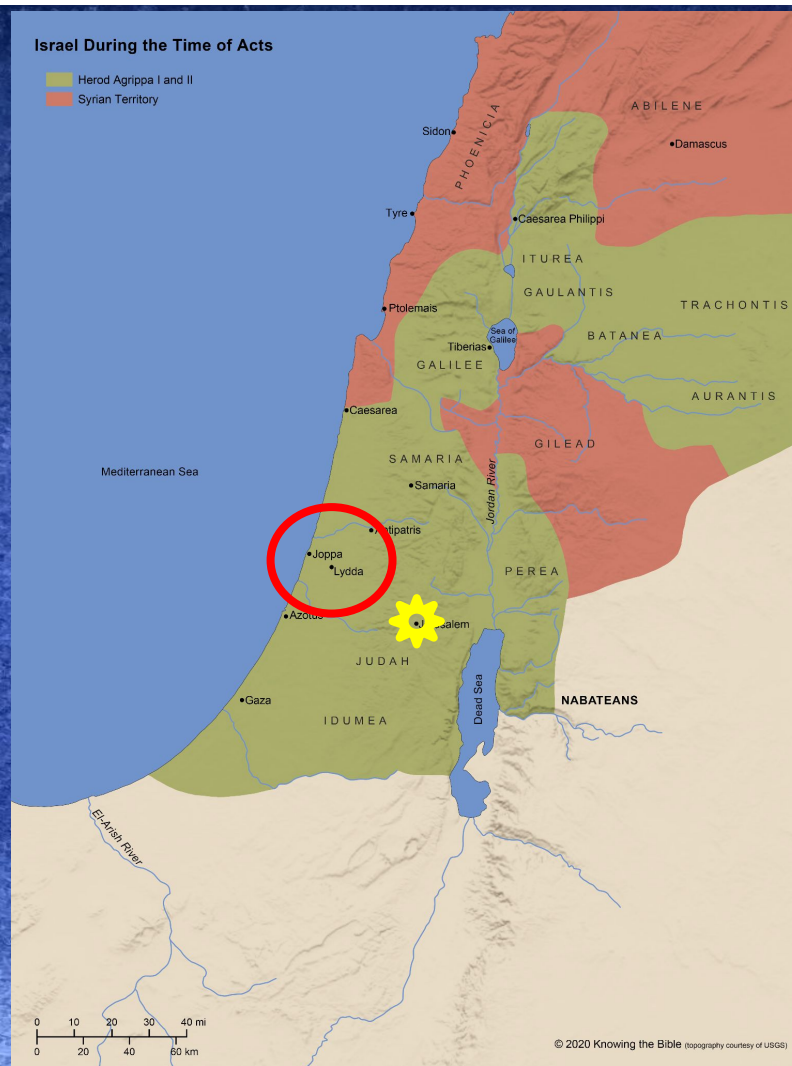 Israel During the Time of Acts
Herod Agrippa I and II
Syrian Territory
ABILENE
Sidon
PHOENICIA
Damascus
Tyre
Caesarea Philippi
ITUREA
GAULANTIS
TRACHONTIS
Ptolemais
Sea of
Galilee
BATANEA
Tiberias
GALILEE
AURANTIS
Caesarea
GILEAD
SAMARIA
Mediterranean Sea
Jordan River
Samaria
Antipatris
Joppa
Lydda
PEREA
Azotus
Jerusalem
JUDAH
Dead Sea
NABATEANS
Gaza
IDUMEA
El-Arish River
0 10 20 30 40 mi
0 20 40 60 km
© 2020 Knowing the Bible (topography courtesy of USGS)